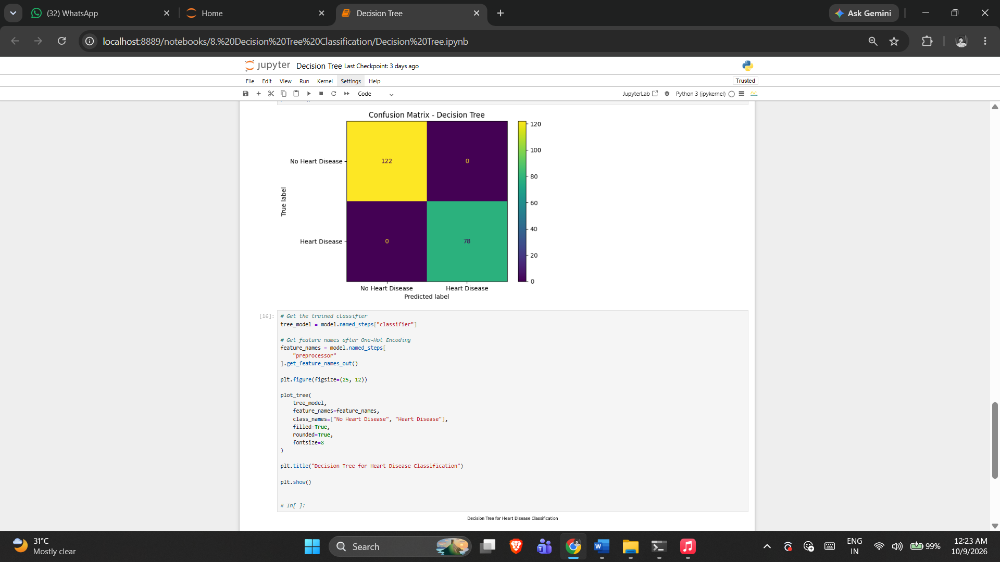 (32) WhatsApp
Home
Decision Tree
Ask Gemini
localhost:8889/notebooks/8.%20Decision%20Tree%20Classification/Decision%20Tree.ipynb
jupyter Decision Tree Last Checkpoint: 3 days ago
File Edit View Run Kernel Settings Help
Trusted
Code
JupyterLab
Python 3 (ipykernel)
Confusion Matrix - Decision Tree
No Heart Disease
Heart Disease
True label
122
0
0
78
No Heart Disease
Heart Disease
Predicted label
120
100
80
60
40
20
0
[16]:
# Get the trained classifier
tree_model = model.named_steps["classifier"]
# Get feature names after One-Hot Encoding
feature_names = model.named_steps[
"preprocessor"
].get_feature_names_out()
plt.figure(figsize=(25, 12))
plot_tree(
tree_model,
feature_names=feature_names,
class_names=["No Heart Disease", "Heart Disease"],
filled=True,
rounded=True,
fontsize=8
)
plt.title("Decision Tree for Heart Disease Classification")
plt.show()
# In[ ]:
Decision Tree for Heart Disease Classification
31°C
Mostly clear
Search
ENG
IN
99%
12:23 AM
10/9/2026